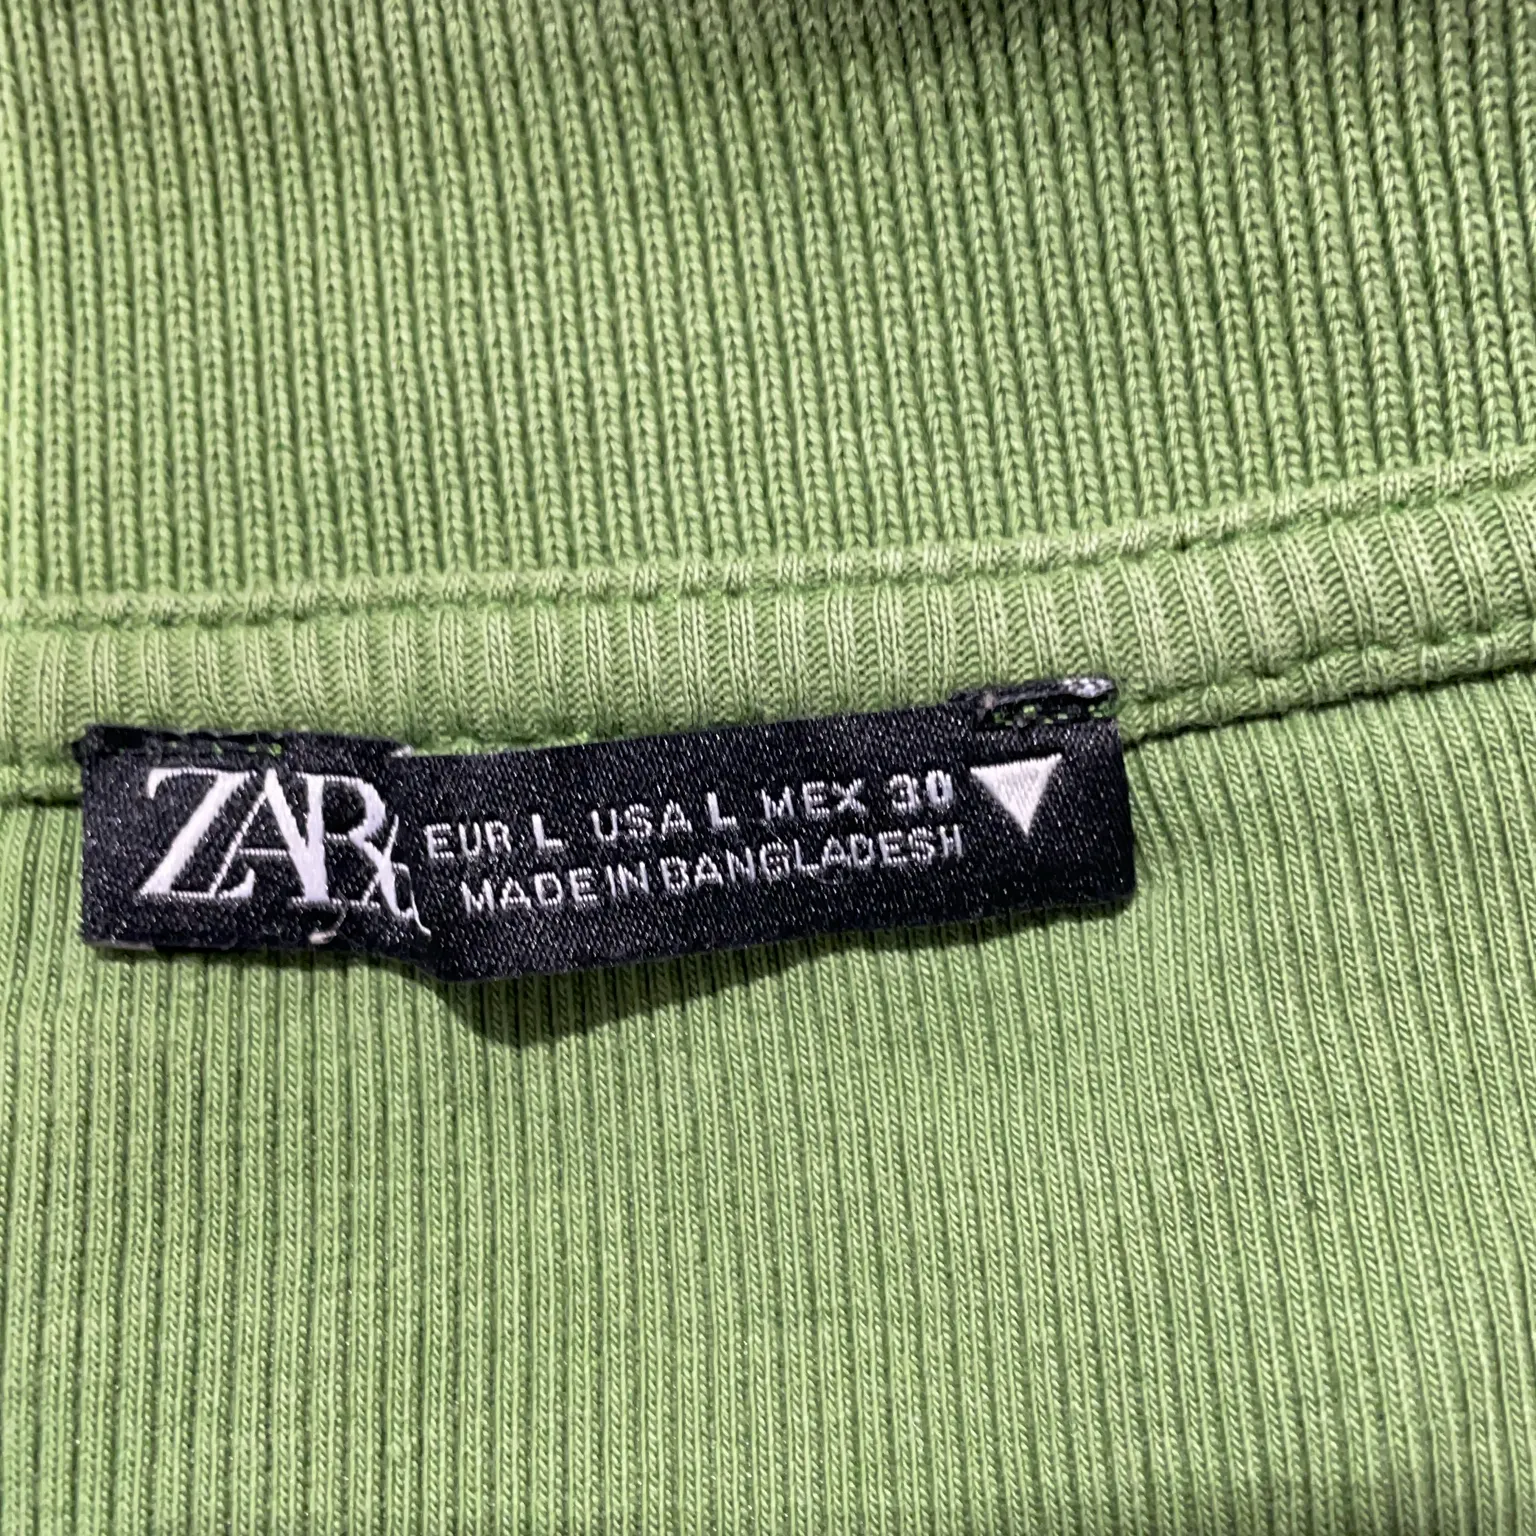 ZARA
EUR L USA L MEX 30
MADE IN BANGLADESH